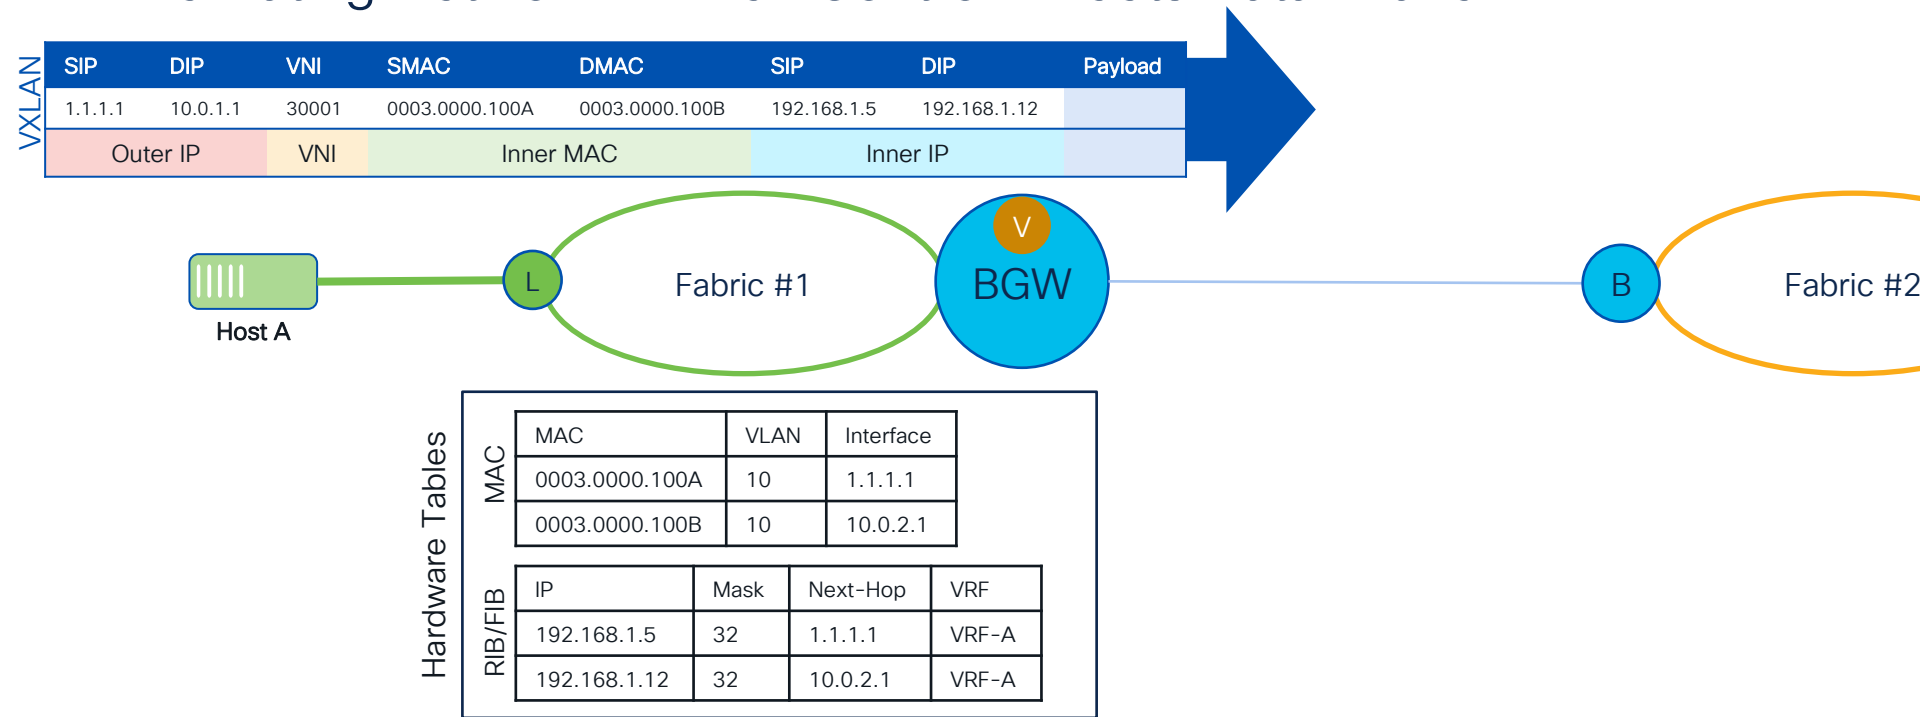 VXLAN
SIP DIP VNI SMAC DMAC SIP DIP Payload
1.1.1.1 10.0.1.1 30001 0003.0000.100A 0003.0000.100B 192.168.1.5 192.168.1.12
Outer IP VNI Inner MAC Inner IP
V
L Fabric #1 BGW B Fabric #2
Host A
Hardware Tables
MAC
MAC VLAN Interface
0003.0000.100A 10 1.1.1.1
0003.0000.100B 10 10.0.2.1
RIB/FIB
IP Mask Next-Hop VRF
192.168.1.5 32 1.1.1.1 VRF-A
192.168.1.12 32 10.0.2.1 VRF-A